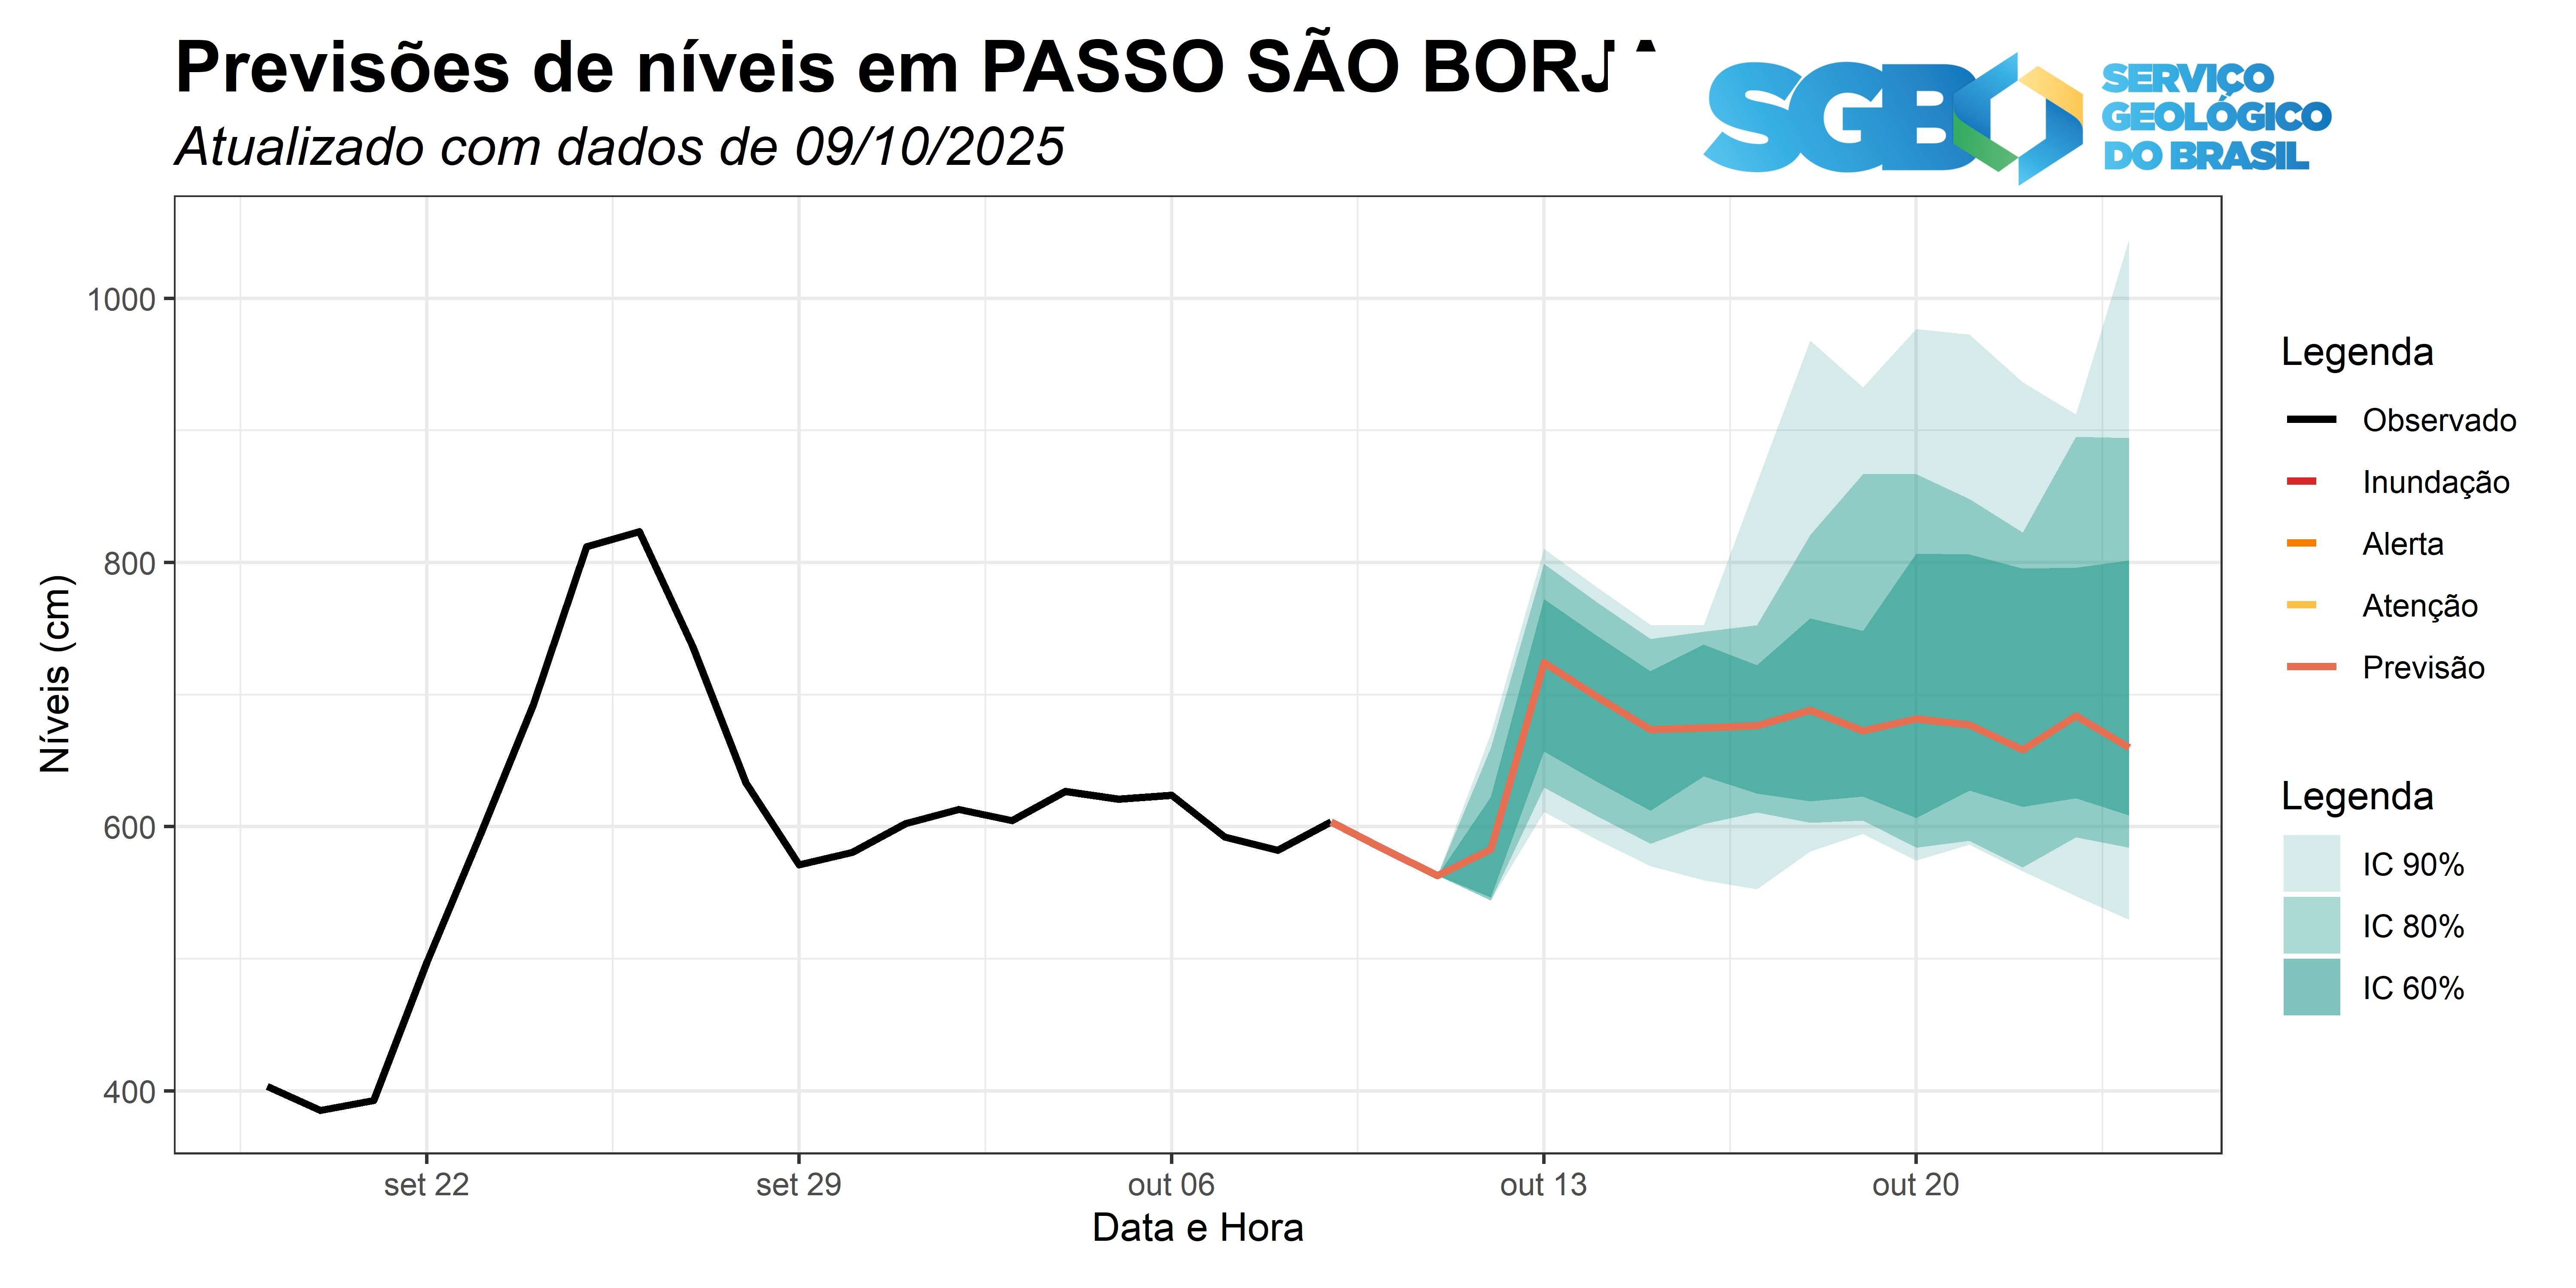 Previsões de níveis em PASSO SÃO BORJA
Atualizado com dados de 09/10/2025
SGB
SERVIÇO
GEOLÓGICO
DO BRASIL
1000
800
600
400
Níveis (cm)
set 22
set 29
out 06
out 13
out 20
Data e Hora
Legenda
Observado
Inundação
Alerta
Atenção
Previsão
Legenda
IC 90%
IC 80%
IC 60%